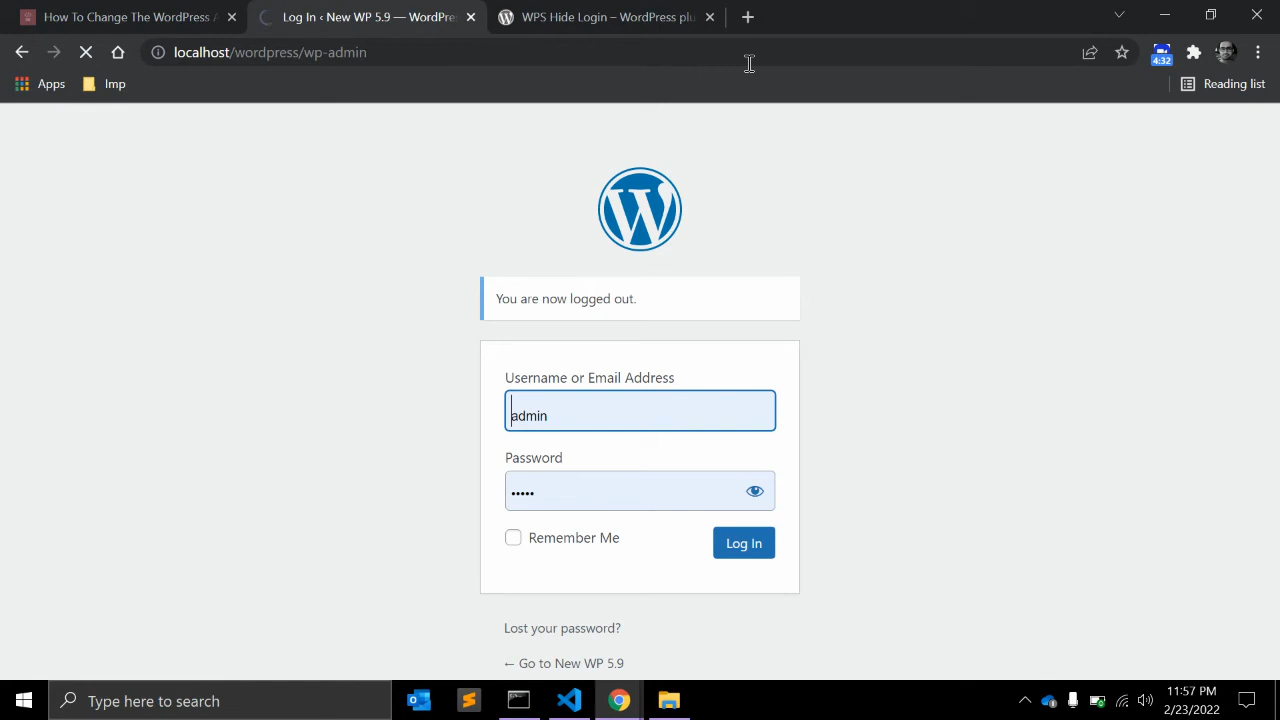 How To Change The WordPress A
Log In ‹ New WP 5.9 — WordPres
WPS Hide Login – WordPress plu
localhost/wordpress/wp-admin
4:32
Apps
Imp
Reading list
You are now logged out.
Username or Email Address
admin
Password
•••••
Remember Me
Log In
Lost your password?
← Go to New WP 5.9
Type here to search
11:57 PM
2/23/2022